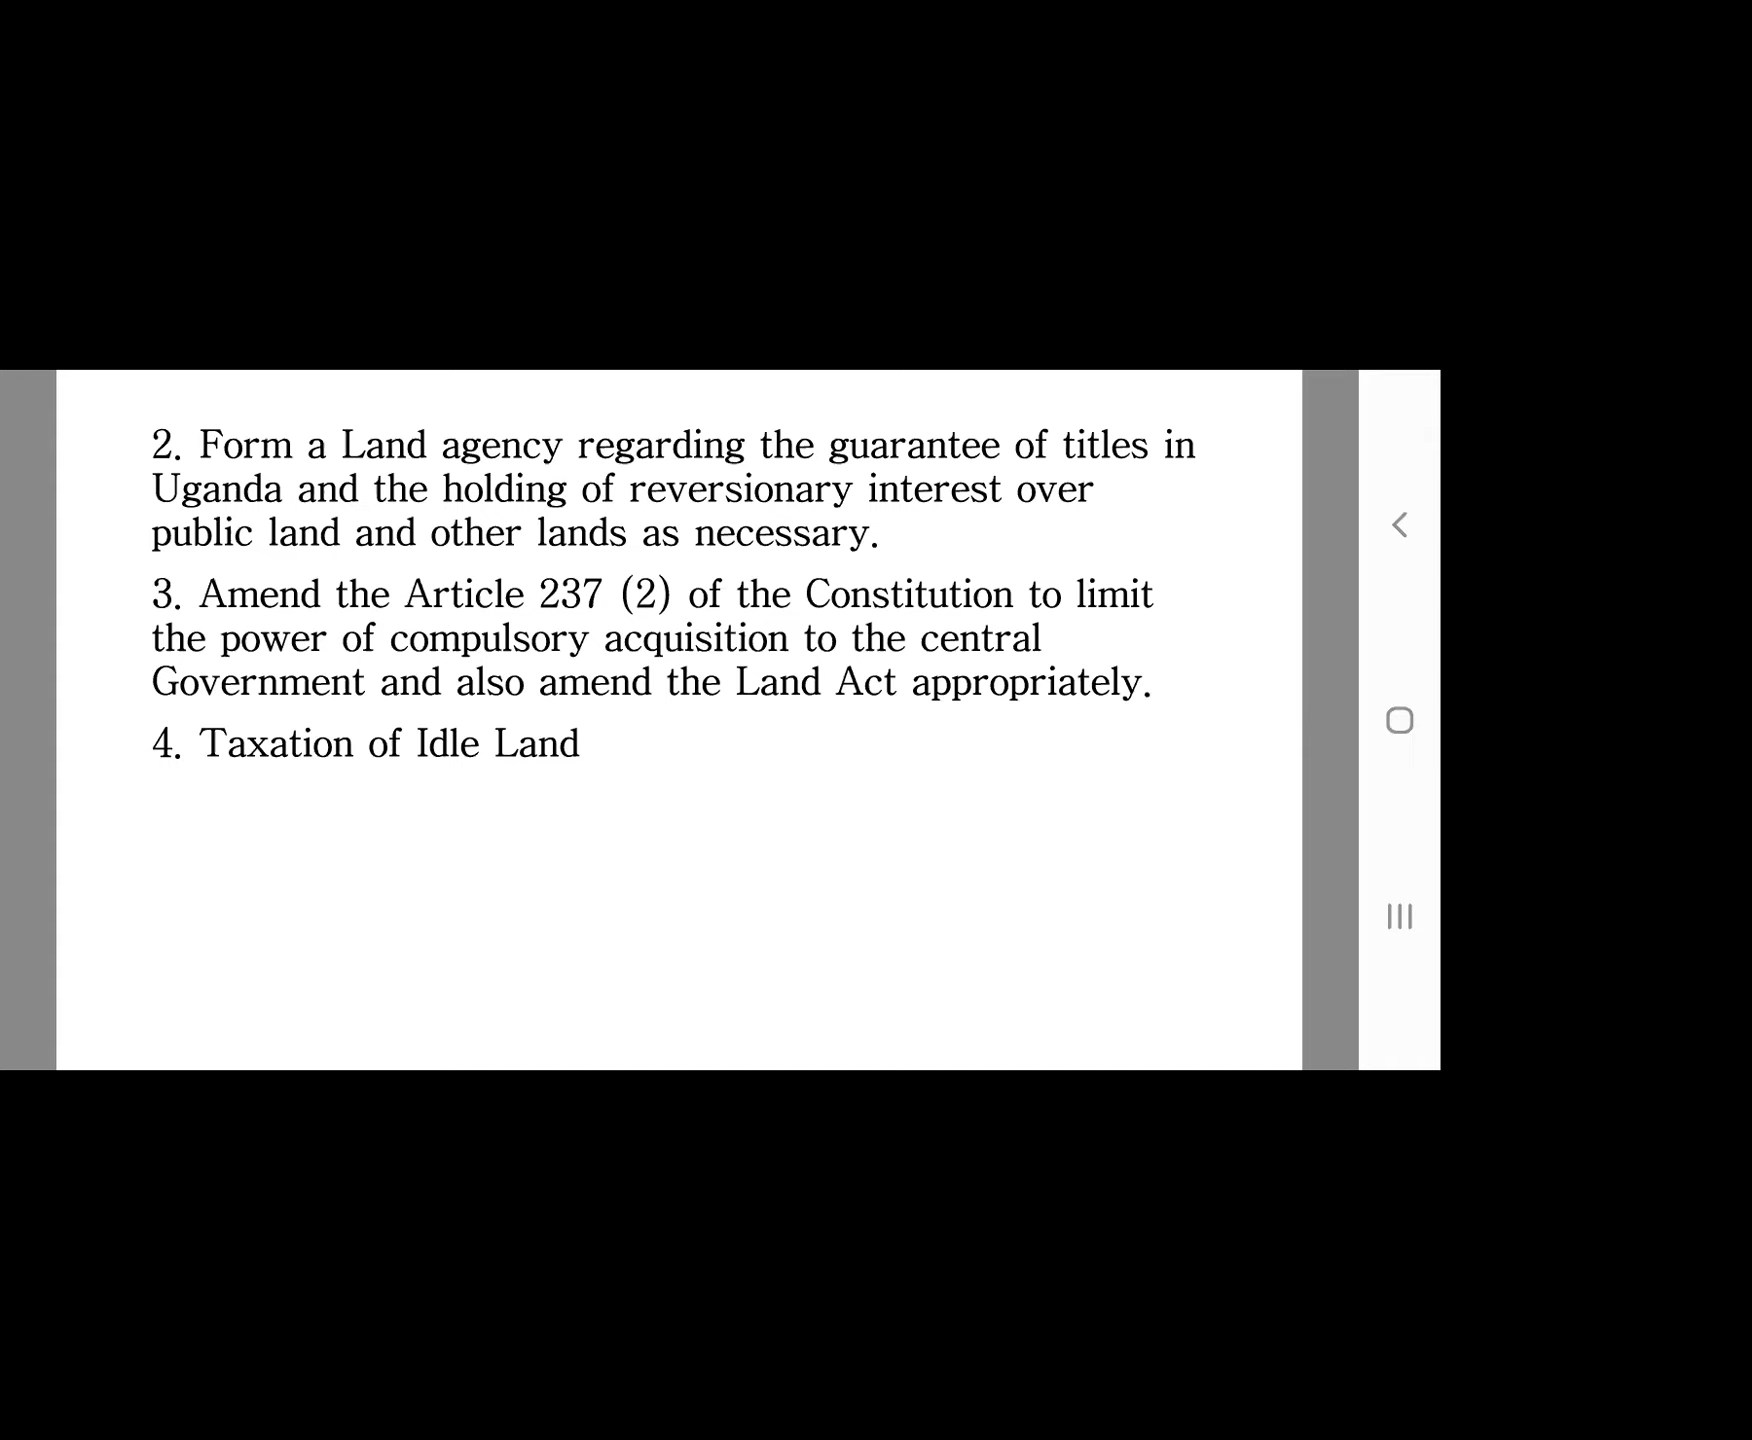 2. Form a Land agency regarding the guarantee of titles in
Uganda and the holding of reversionary interest over
public land and other lands as necessary.
3. Amend the Article 237 (2) of the Constitution to limit
the power of compulsory acquisition to the central
Government and also amend the Land Act appropriately.
4. Taxation of Idle Land